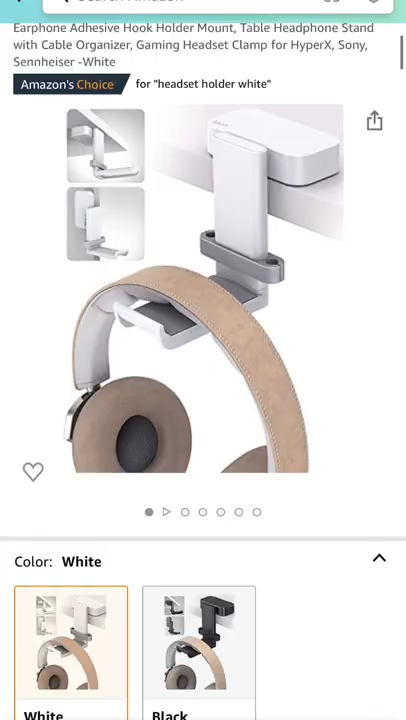 Earphone Adhesive Hook Holder Mount, Table Headphone Stand
with Cable Organizer, Gaming Headset Clamp for HyperX, Sony,
Sennheiser -White
Amazon's Choice for "headset holder white"
Color: White
White
Black